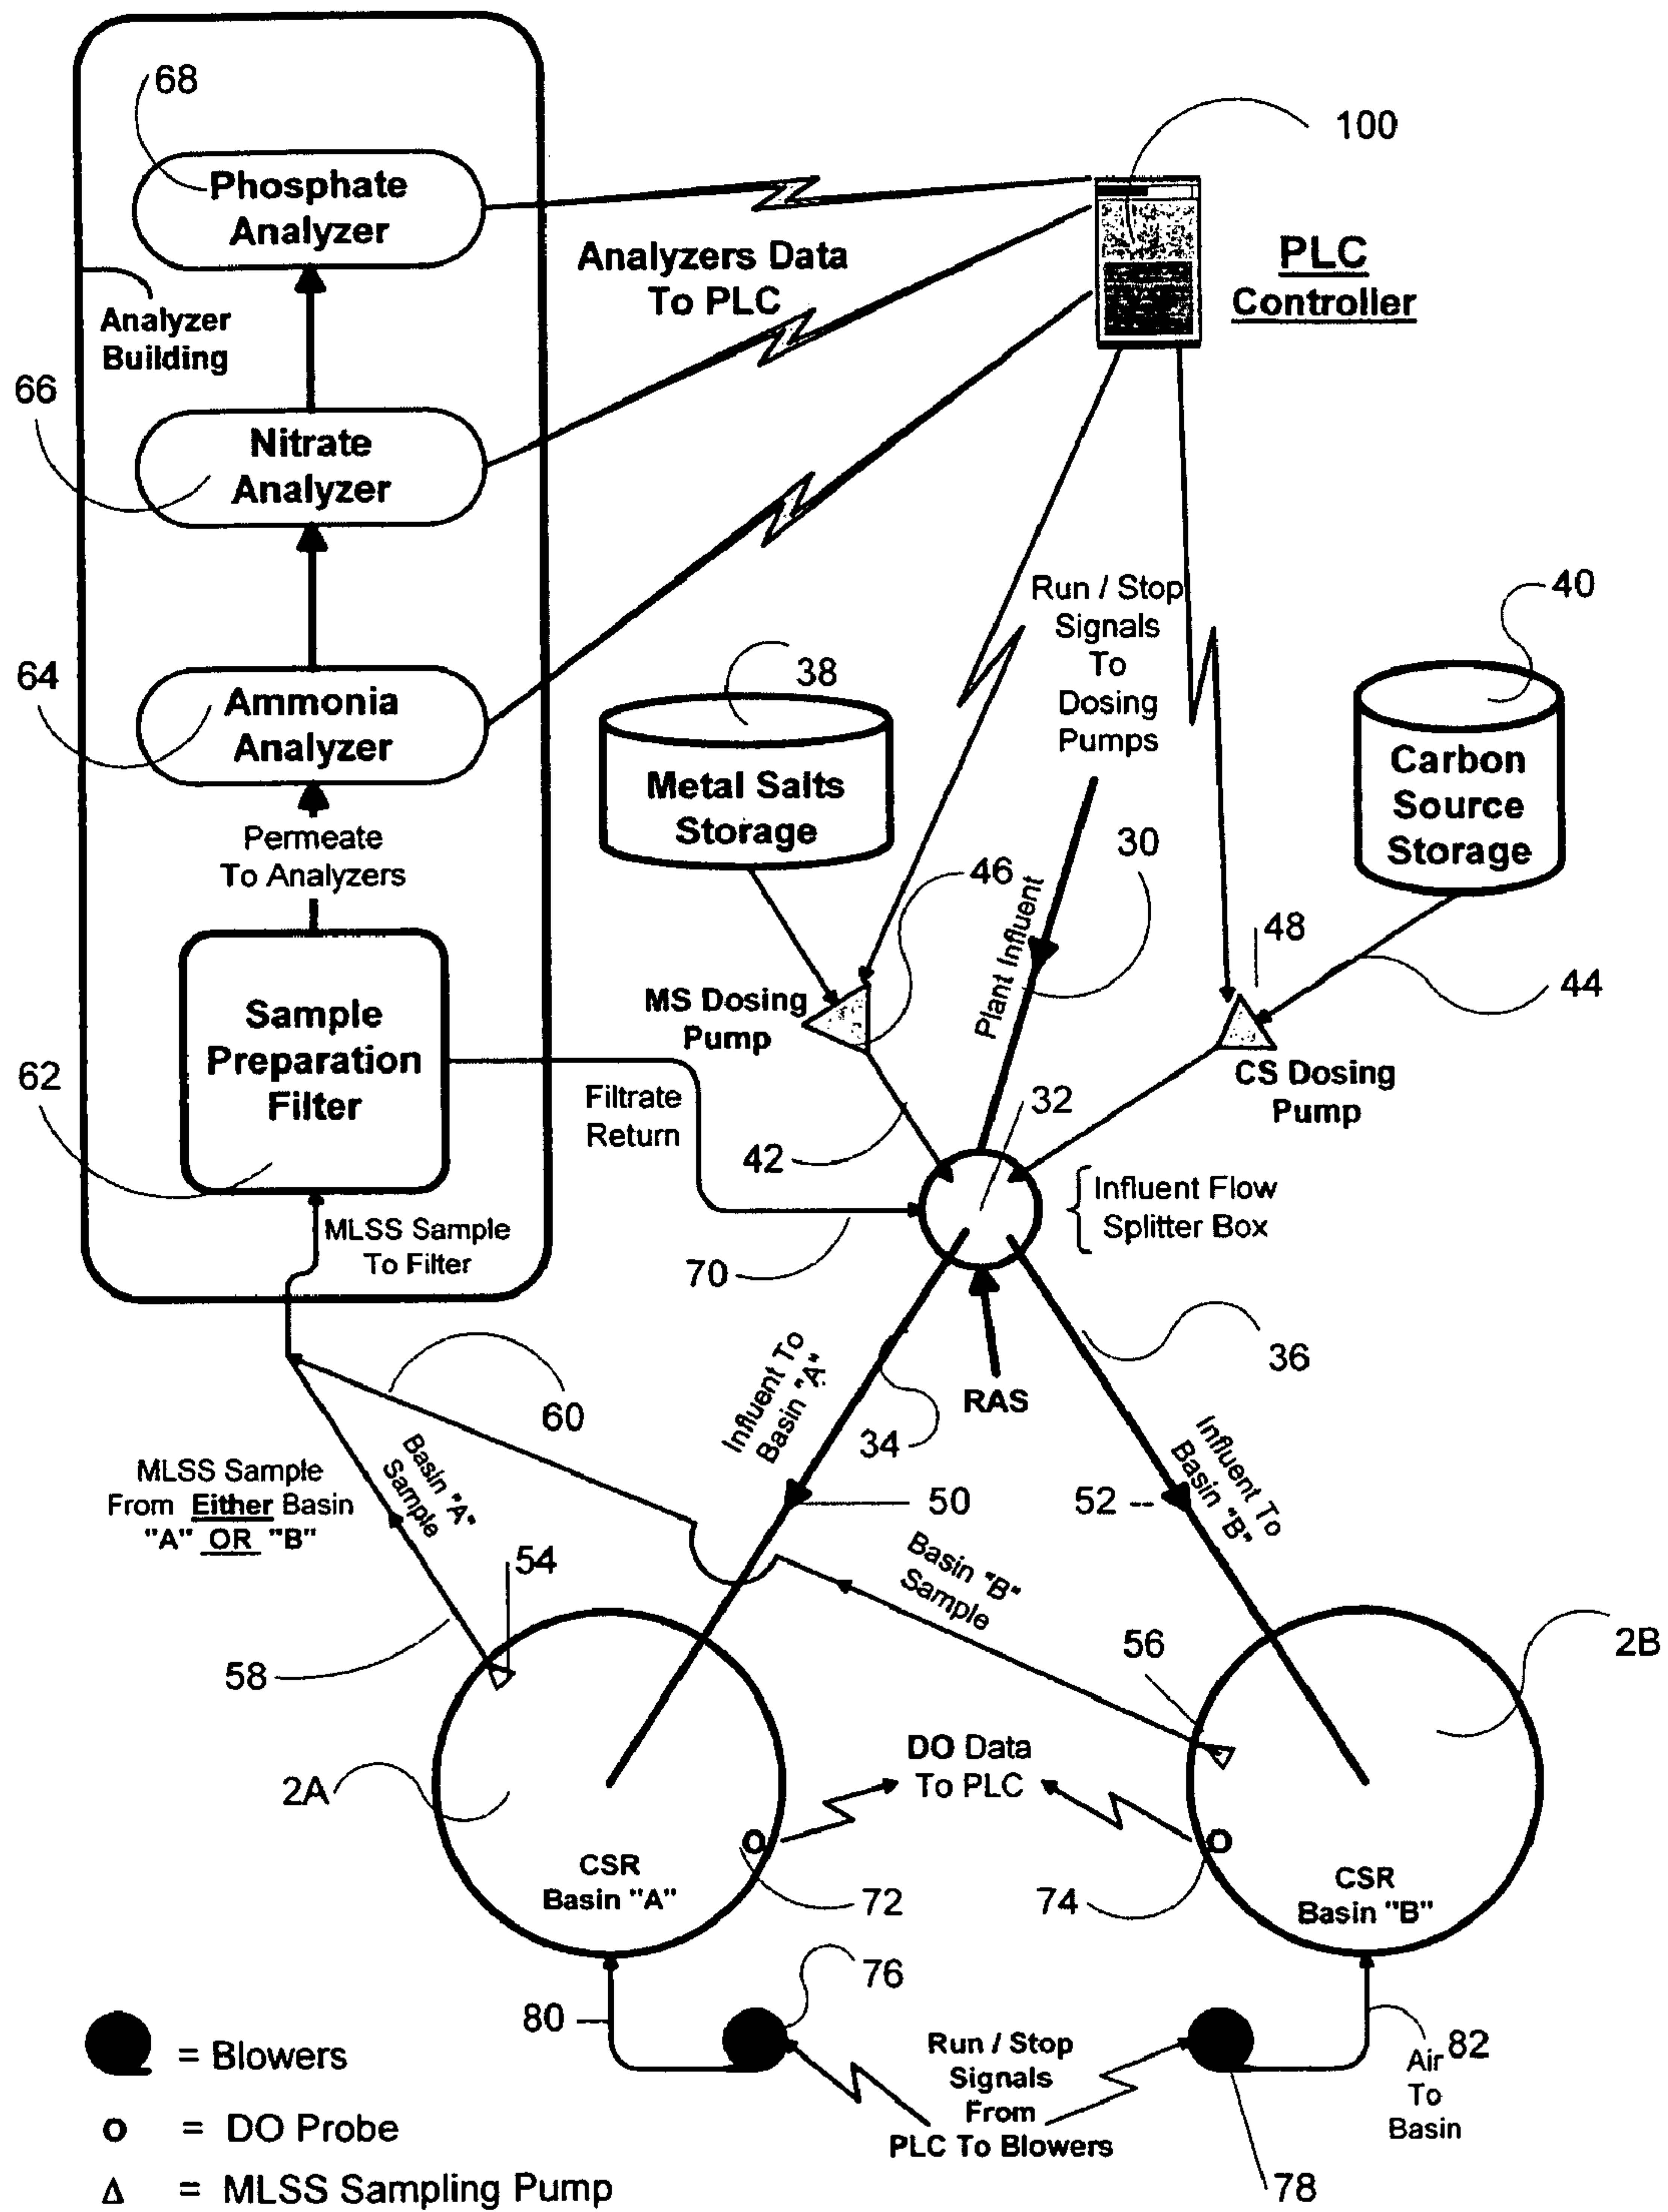 68
100
Phosphate
Analyzer
Analyzers Data
To PLC
PLC
Controller
Analyzer
Building
66
Nitrate
Analyzer
Run / Stop
Signals
To
Dosing
Pumps
40
64
Ammonia
Analyzer
38
Metal Salts
Storage
Carbon
Source
Storage
Permeate
To Analyzers
30
46
Plant Influent
48
44
Sample
Preparation
Filter
MS Dosing
Pump
CS Dosing
Pump
62
Filtrate
Return
32
42
Influent Flow
Splitter Box
MLSS Sample
To Filter
70
RAS
36
Influent To
Basin "A"
34
60
Influent To
Basin "B"
MLSS Sample
From Either Basin
"A" OR "B"
Basin "A"
Sample
50
52 --
54
Basin "B"
Sample
58
56
2B
2A
DO Data
To PLC
CSR
Basin "A"
72
74
CSR
Basin "B"
76
80
= Blowers
Run / Stop
Signals
From
PLC To Blowers
82
Air
To
Basin
o = DO Probe
Δ = MLSS Sampling Pump
78